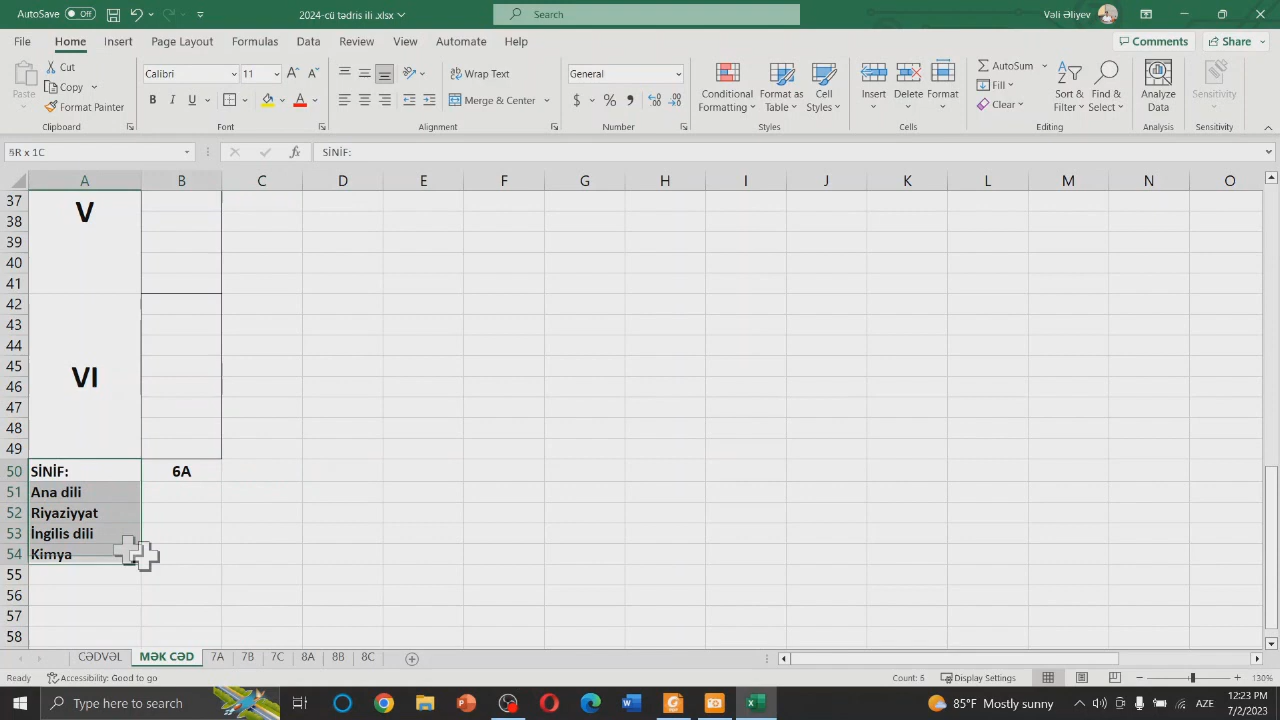 AutoSave Off 2024-cü tədris ili .xlsx Search Vəli Əliyev
File Home Insert Page Layout Formulas Data Review View Automate Help Comments Share
Paste Cut Copy Format Painter Clipboard
Calibri 11 B I U A Font
Wrap Text Merge & Center Alignment
General $ % Number
Conditional Formatting Format as Table Cell Styles Styles
Insert Delete Format Cells
AutoSum Fill Clear Sort & Filter Find & Select Editing
Analyze Data Analysis
Sensitivity Sensitivity
5R x 1C fx SİNİF:
A B C D E F G H I J K L M N O
37
V
38
39
40
41
42
43
44
45
VI
46
47
48
49
50 SİNİF: 6A
51 Ana dili
52 Riyaziyyat
53 İngilis dili
54 Kimya
55
56
57
58
CƏDVƏL MƏK CƏD 7A 7B 7C 8A 8B 8C
Ready Accessibility: Good to go Count: 5 Display Settings 130%
Type here to search 85°F Mostly sunny AZE 12:23 PM
7/2/2023